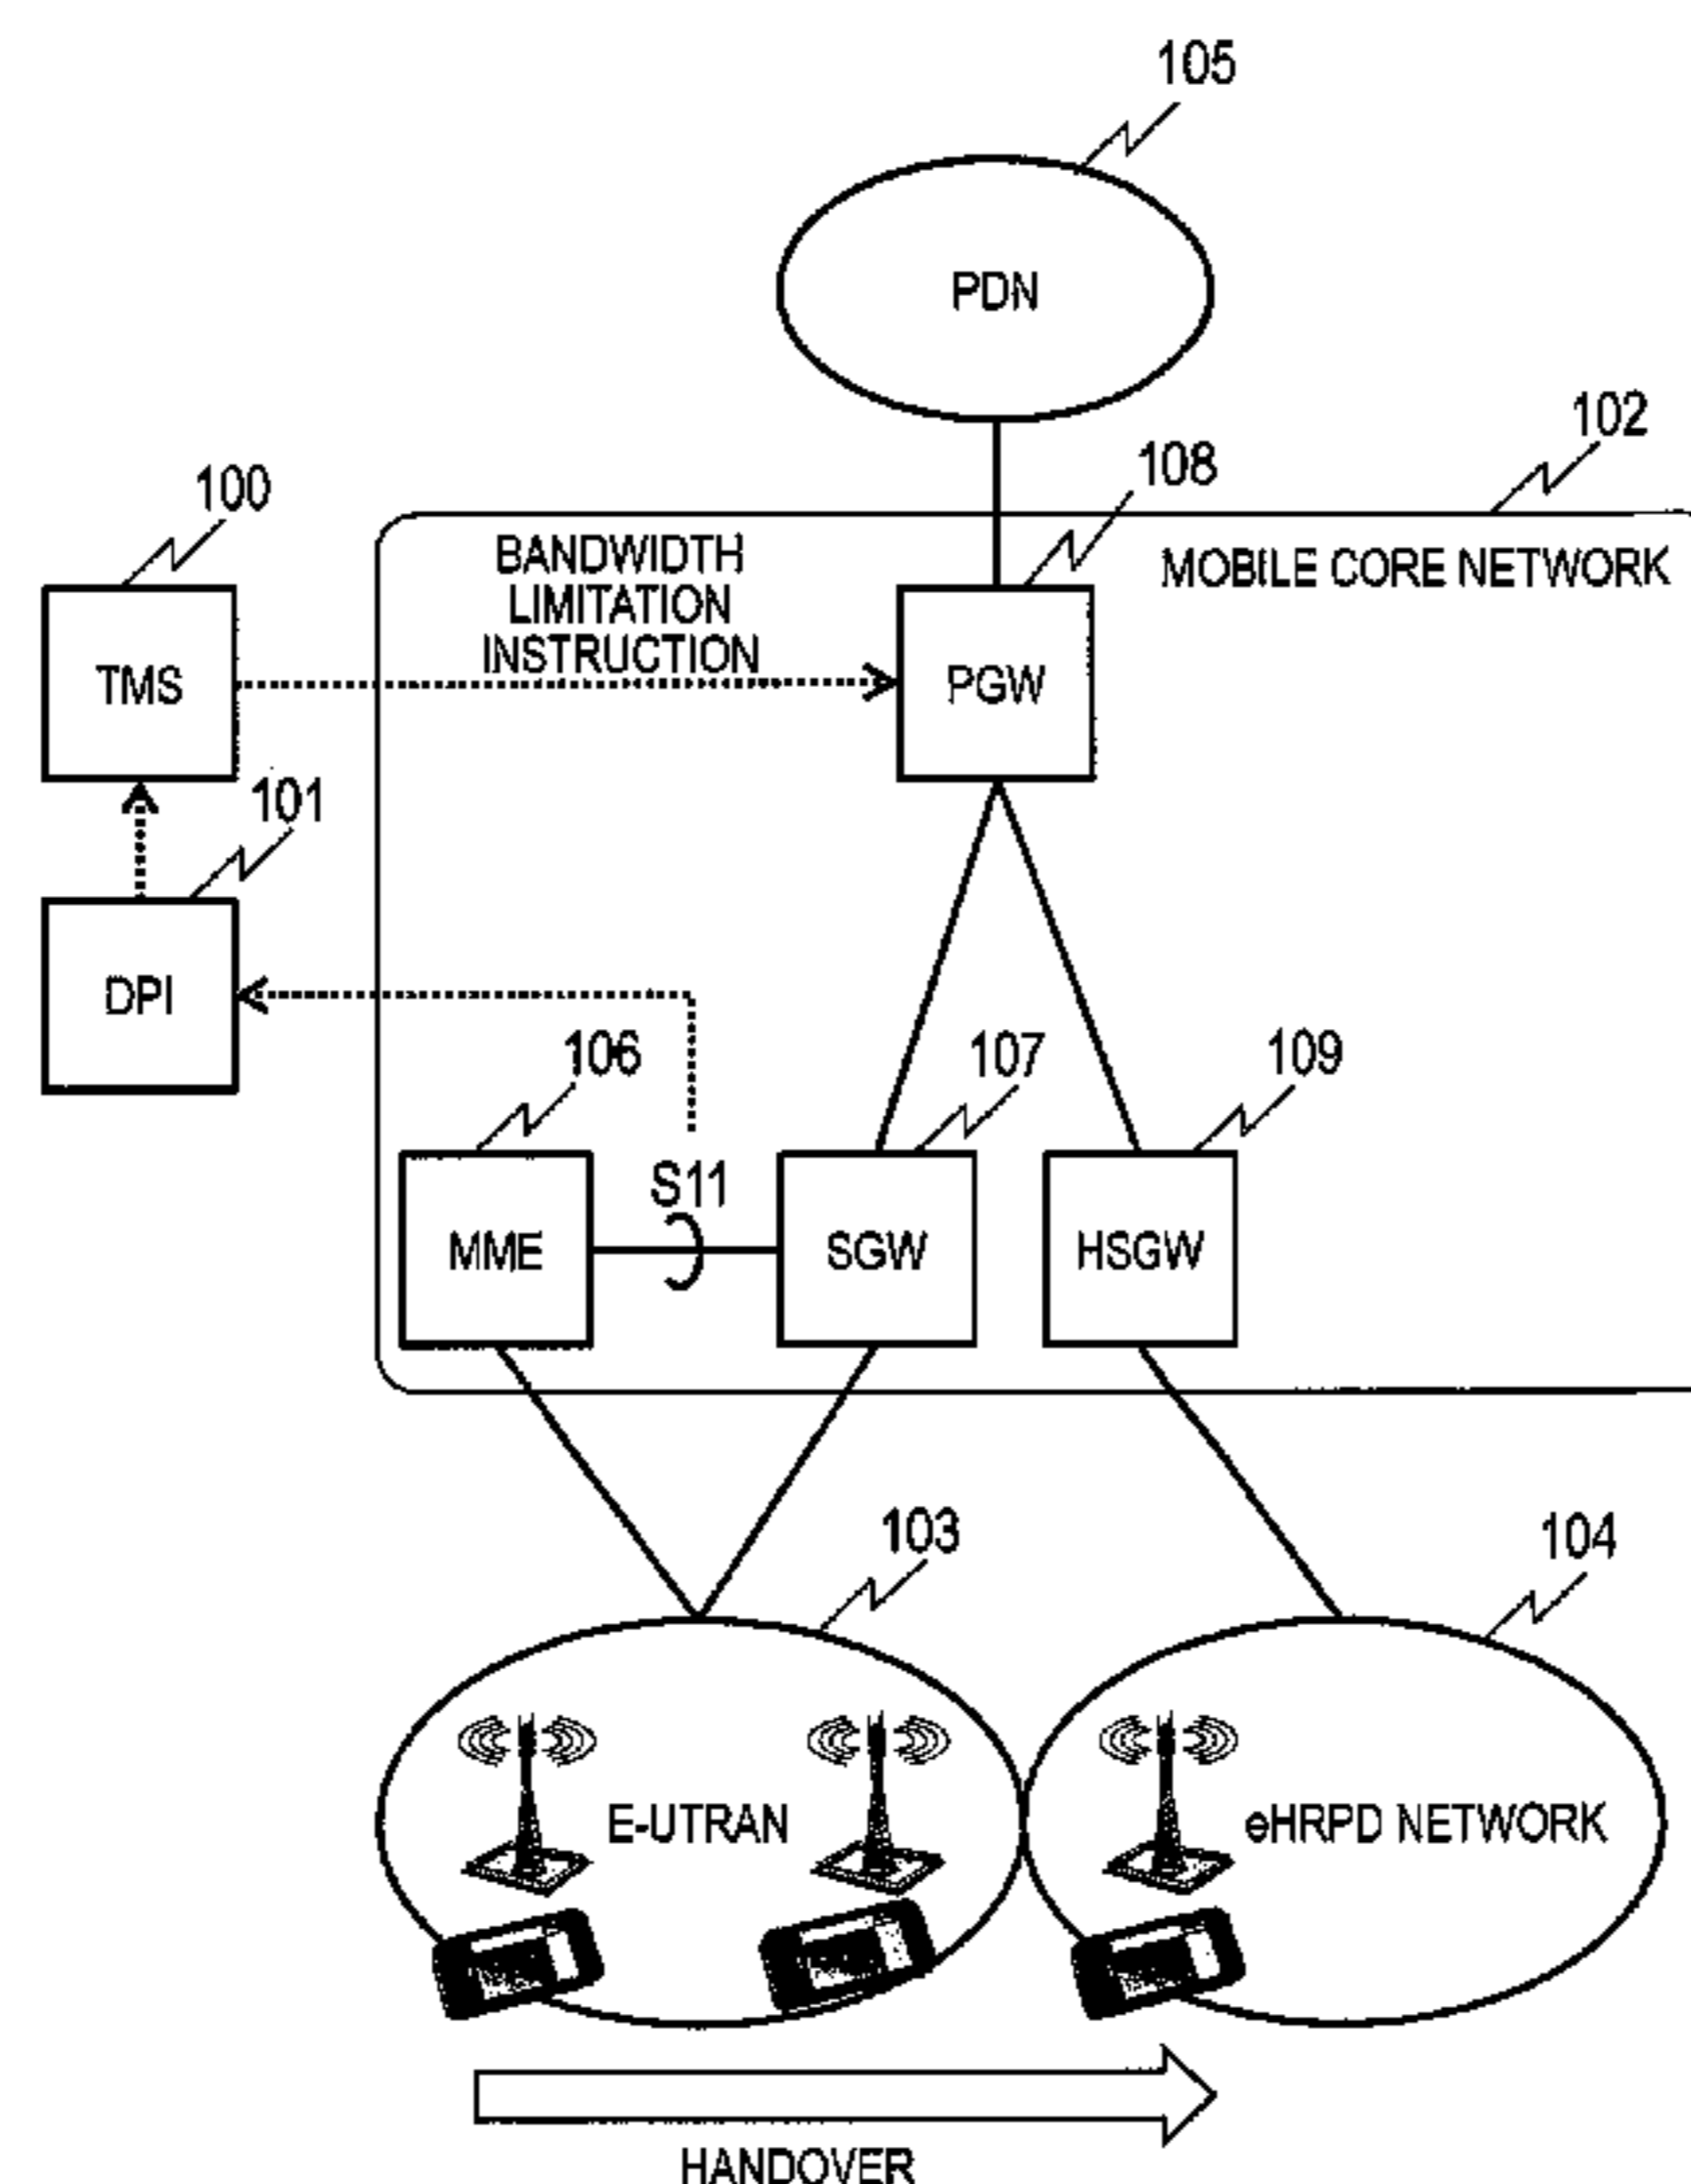 105
PDN
102
108
100
BANDWIDTH
LIMITATION
INSTRUCTION
MOBILE CORE NETWORK
TMS
PGW
101
DPI
106
107
109
S11
MME
SGW
HSGW
103
104
E-UTRAN
eHRPD NETWORK
HANDOVER